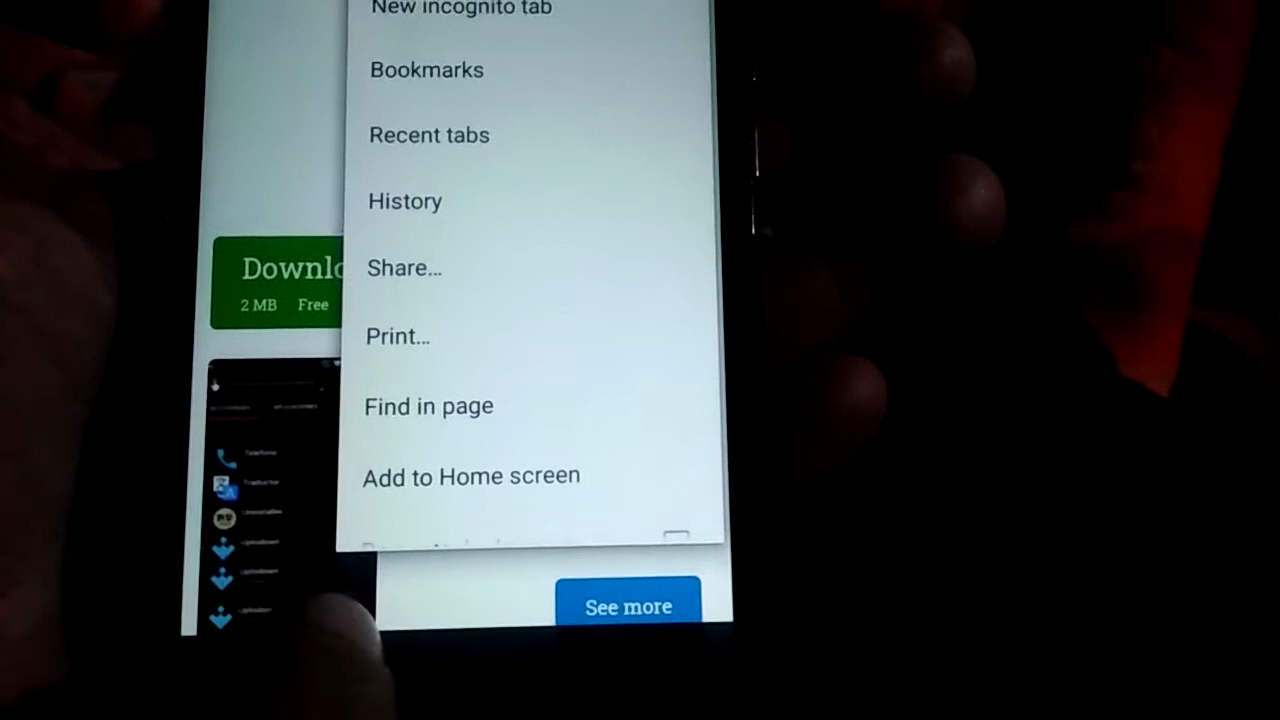 New incognito tab
Bookmarks
Recent tabs
History
Share...
Print...
Find in page
Add to Home screen
Downlo
2 MB Free
See more